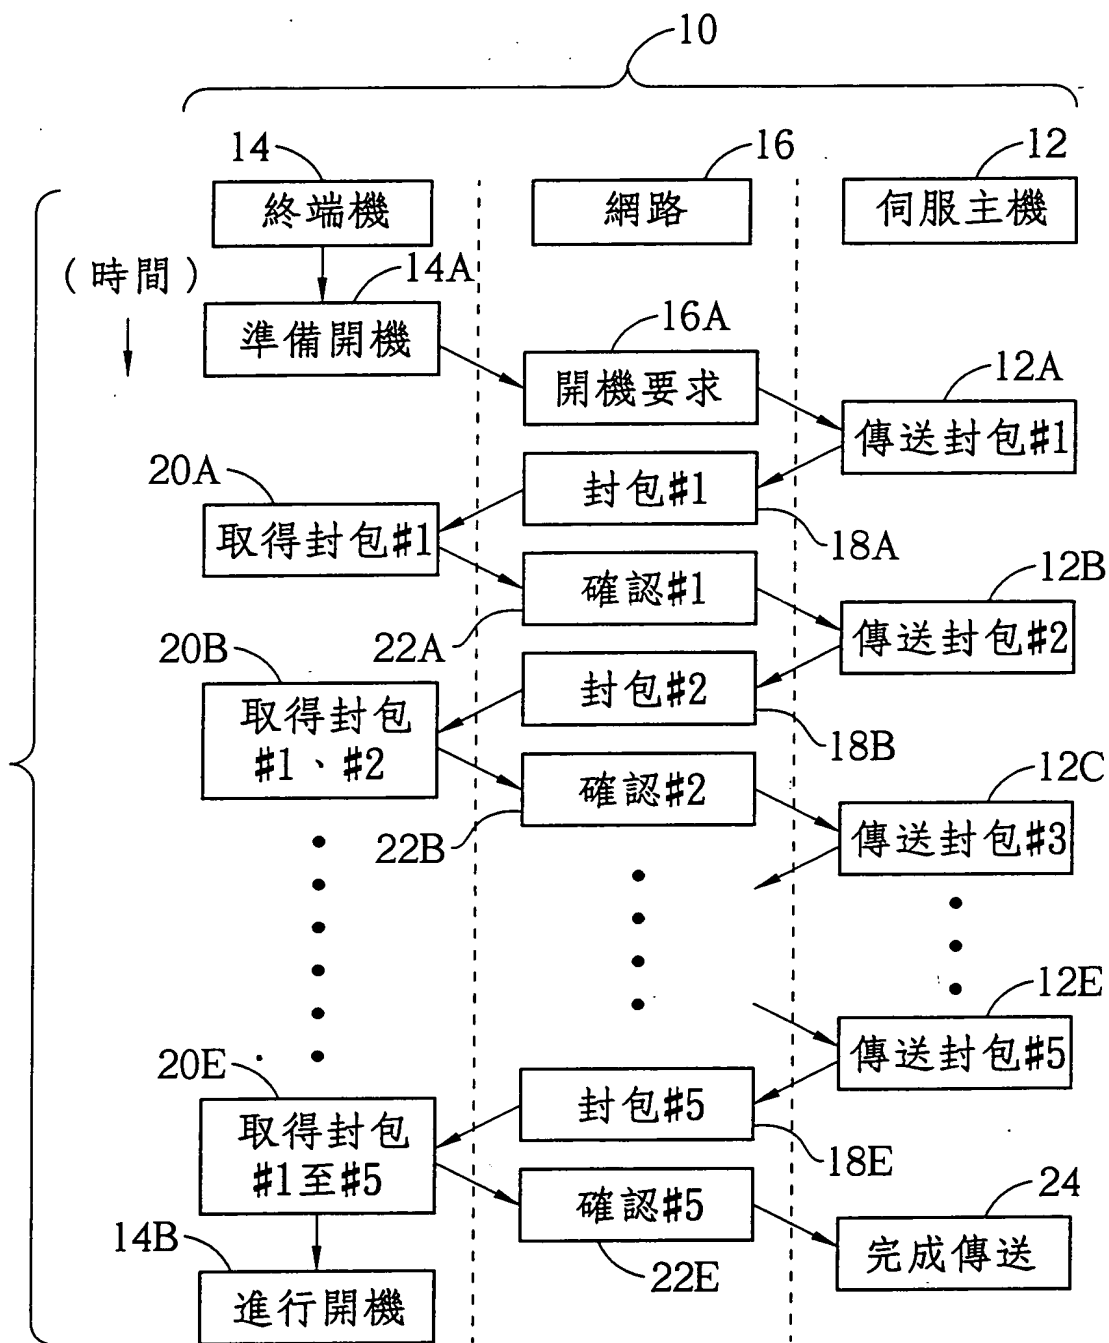 10
14
16
12
終端機
網路
伺服主機
(時間)
14A
準備開機
16A
開機要求
12A
傳送封包#1
20A
封包#1
取得封包#1
18A
確認#1
12B
22A
傳送封包#2
20B
封包#2
取得封包
#1、#2
18B
確認#2
12C
22B
傳送封包#3
12E
傳送封包#5
20E
封包#5
取得封包
#1至#5
18E
確認#5
24
14B
22E
完成傳送
進行開機